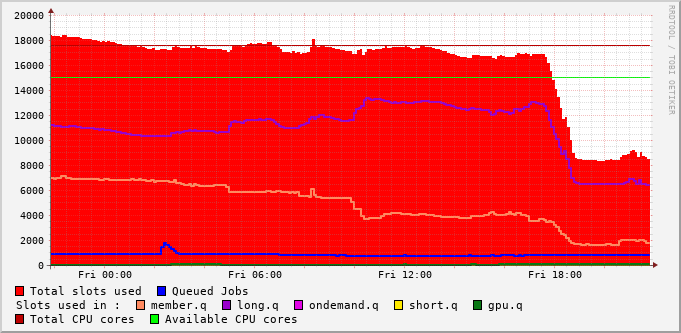 20000
18000
16000
14000
12000
10000
8000
6000
4000
2000
0
Fri 00:00 Fri 06:00 Fri 12:00 Fri 18:00
RRDTOOL / TOBI OETIKER
Total slots used Queued Jobs
Slots used in : member.q long.q ondemand.q short.q gpu.q
Total CPU cores Available CPU cores